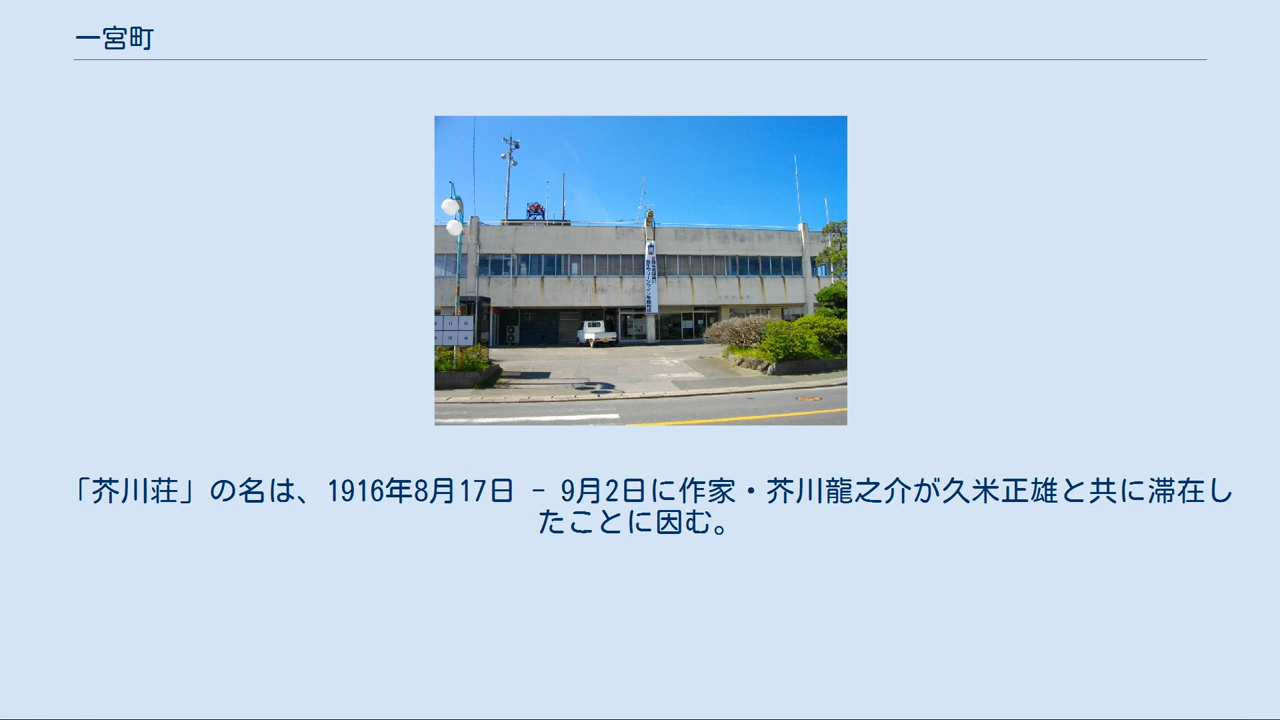 一宮町
「芥川荘」の名は、1916年8月17日 - 9月2日に作家・芥川龍之介が久米正雄と共に滞在し
たことに因む。